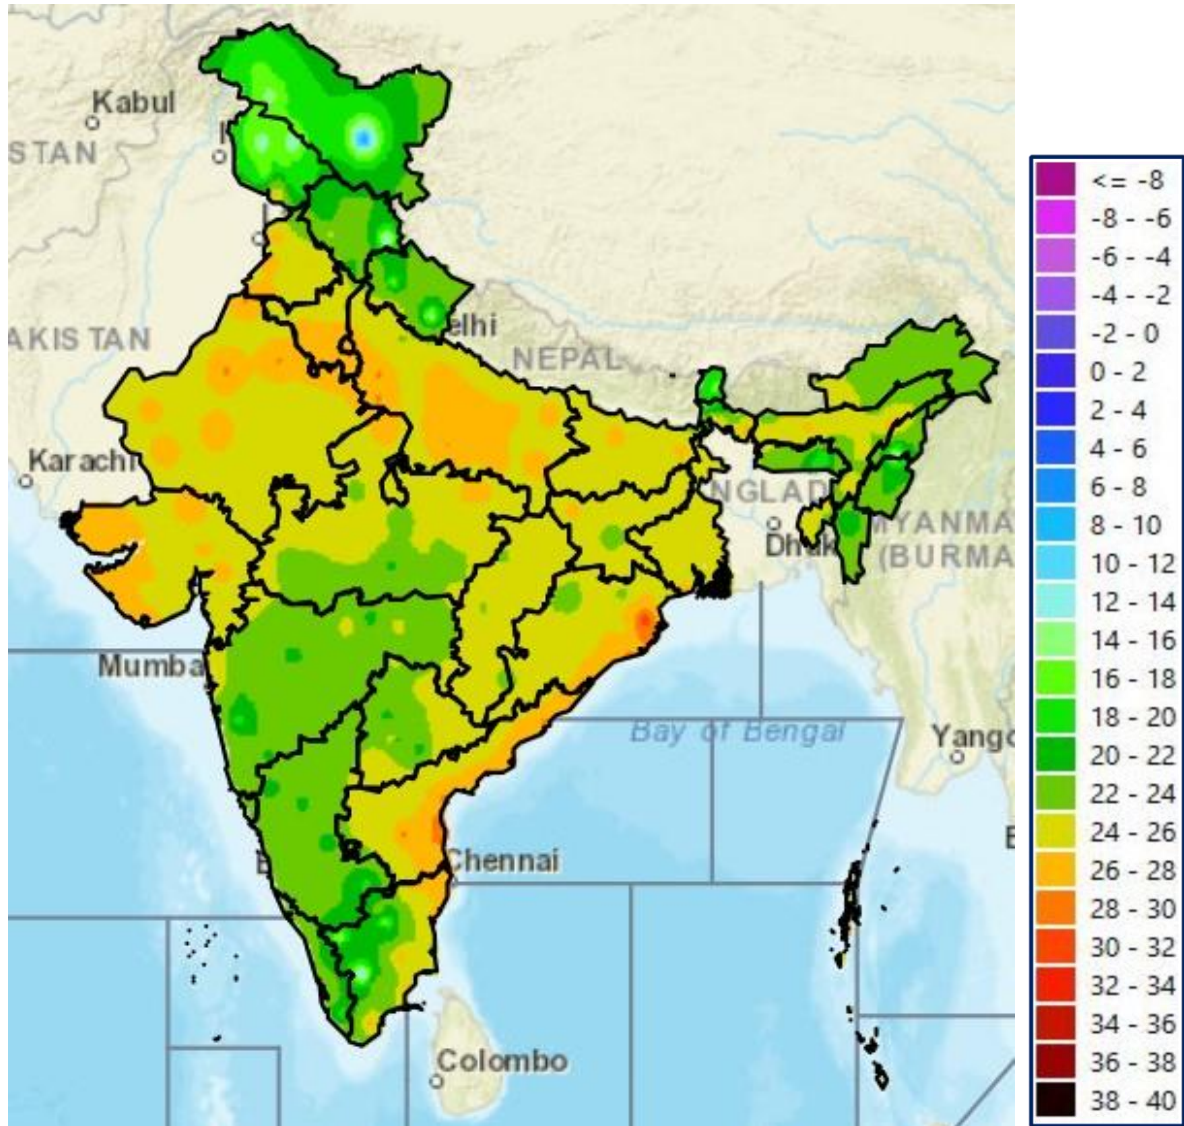 Kabul
STAN
AKISTAN
elhi
NEPAL
Karachi
NGLAD
Dhak
MYANMA
(BURMA
Mumba
Bay of Bengal
Yango
Chennai
Colombo
<= -8
-8 - -6
-6 - -4
-4 - -2
-2 - 0
0 - 2
2 - 4
4 - 6
6 - 8
8 - 10
10 - 12
12 - 14
14 - 16
16 - 18
18 - 20
20 - 22
22 - 24
24 - 26
26 - 28
28 - 30
30 - 32
32 - 34
34 - 36
36 - 38
38 - 40